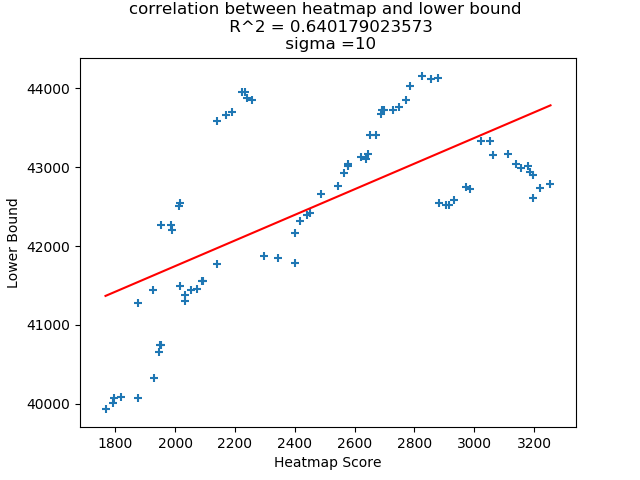 correlation between heatmap and lower bound
R^2 = 0.640179023573
sigma =10
44000
43000
42000
41000
40000
Lower Bound
1800 2000 2200 2400 2600 2800 3000 3200
Heatmap Score